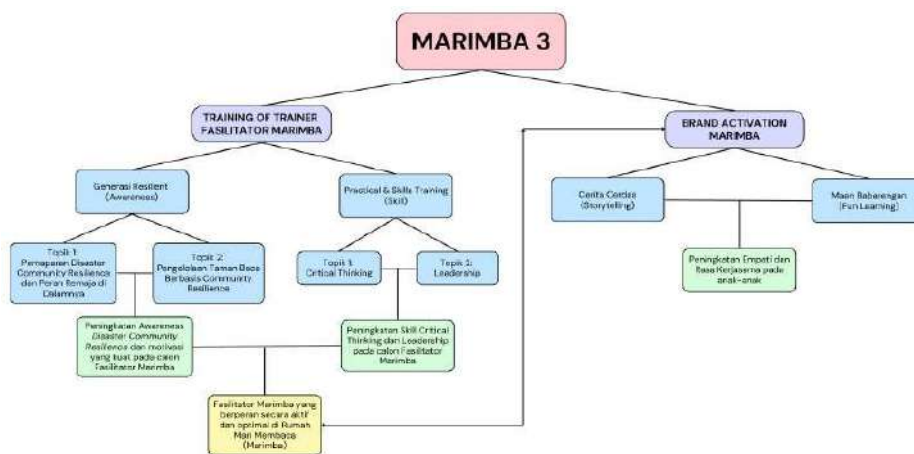 MARIMBA 3
TRAINING OF TRAINER
FASILITATOR MARIMBA
BRAND ACTIVATION
MARIMBA
Generasi Resilient
(Awareness)
Practical & Skills Training
(Skill)
Cerita Cerdas
(Storytelling)
Maen Babarengan
(Fun Learning)
Topik 1:
Pemaparan Disaster
Community Resilience
dan Peran Remaja di
Dalamnya
Topik 2:
Pengelolaan Taman Baca
Berbasis Community
Resilience
Topik 1:
Critical Thinking
Topik 1:
Leadership
Peningkatan Empati dan
Rasa Kerjasama pada
anak-anak
Peningkatan Awareness
Disaster Community
Resilience dan motivasi
yang kuat pada calon
Fasilitator Marimba
Peningkatan Skill Critical
Thinking dan Leadership
pada calon Fasilitator
Marimba
Fasilitator Marimba yang
berperan secara aktif
dan optimal di Rumah
Mari Membaca
(Marimba)